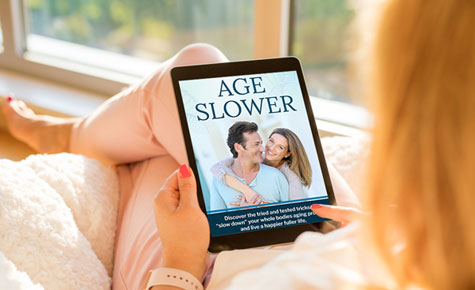 AGE
SLOWER
Discover the tried and tested tricks
"slow down" your whole bodies aging
and live a happier fuller life.